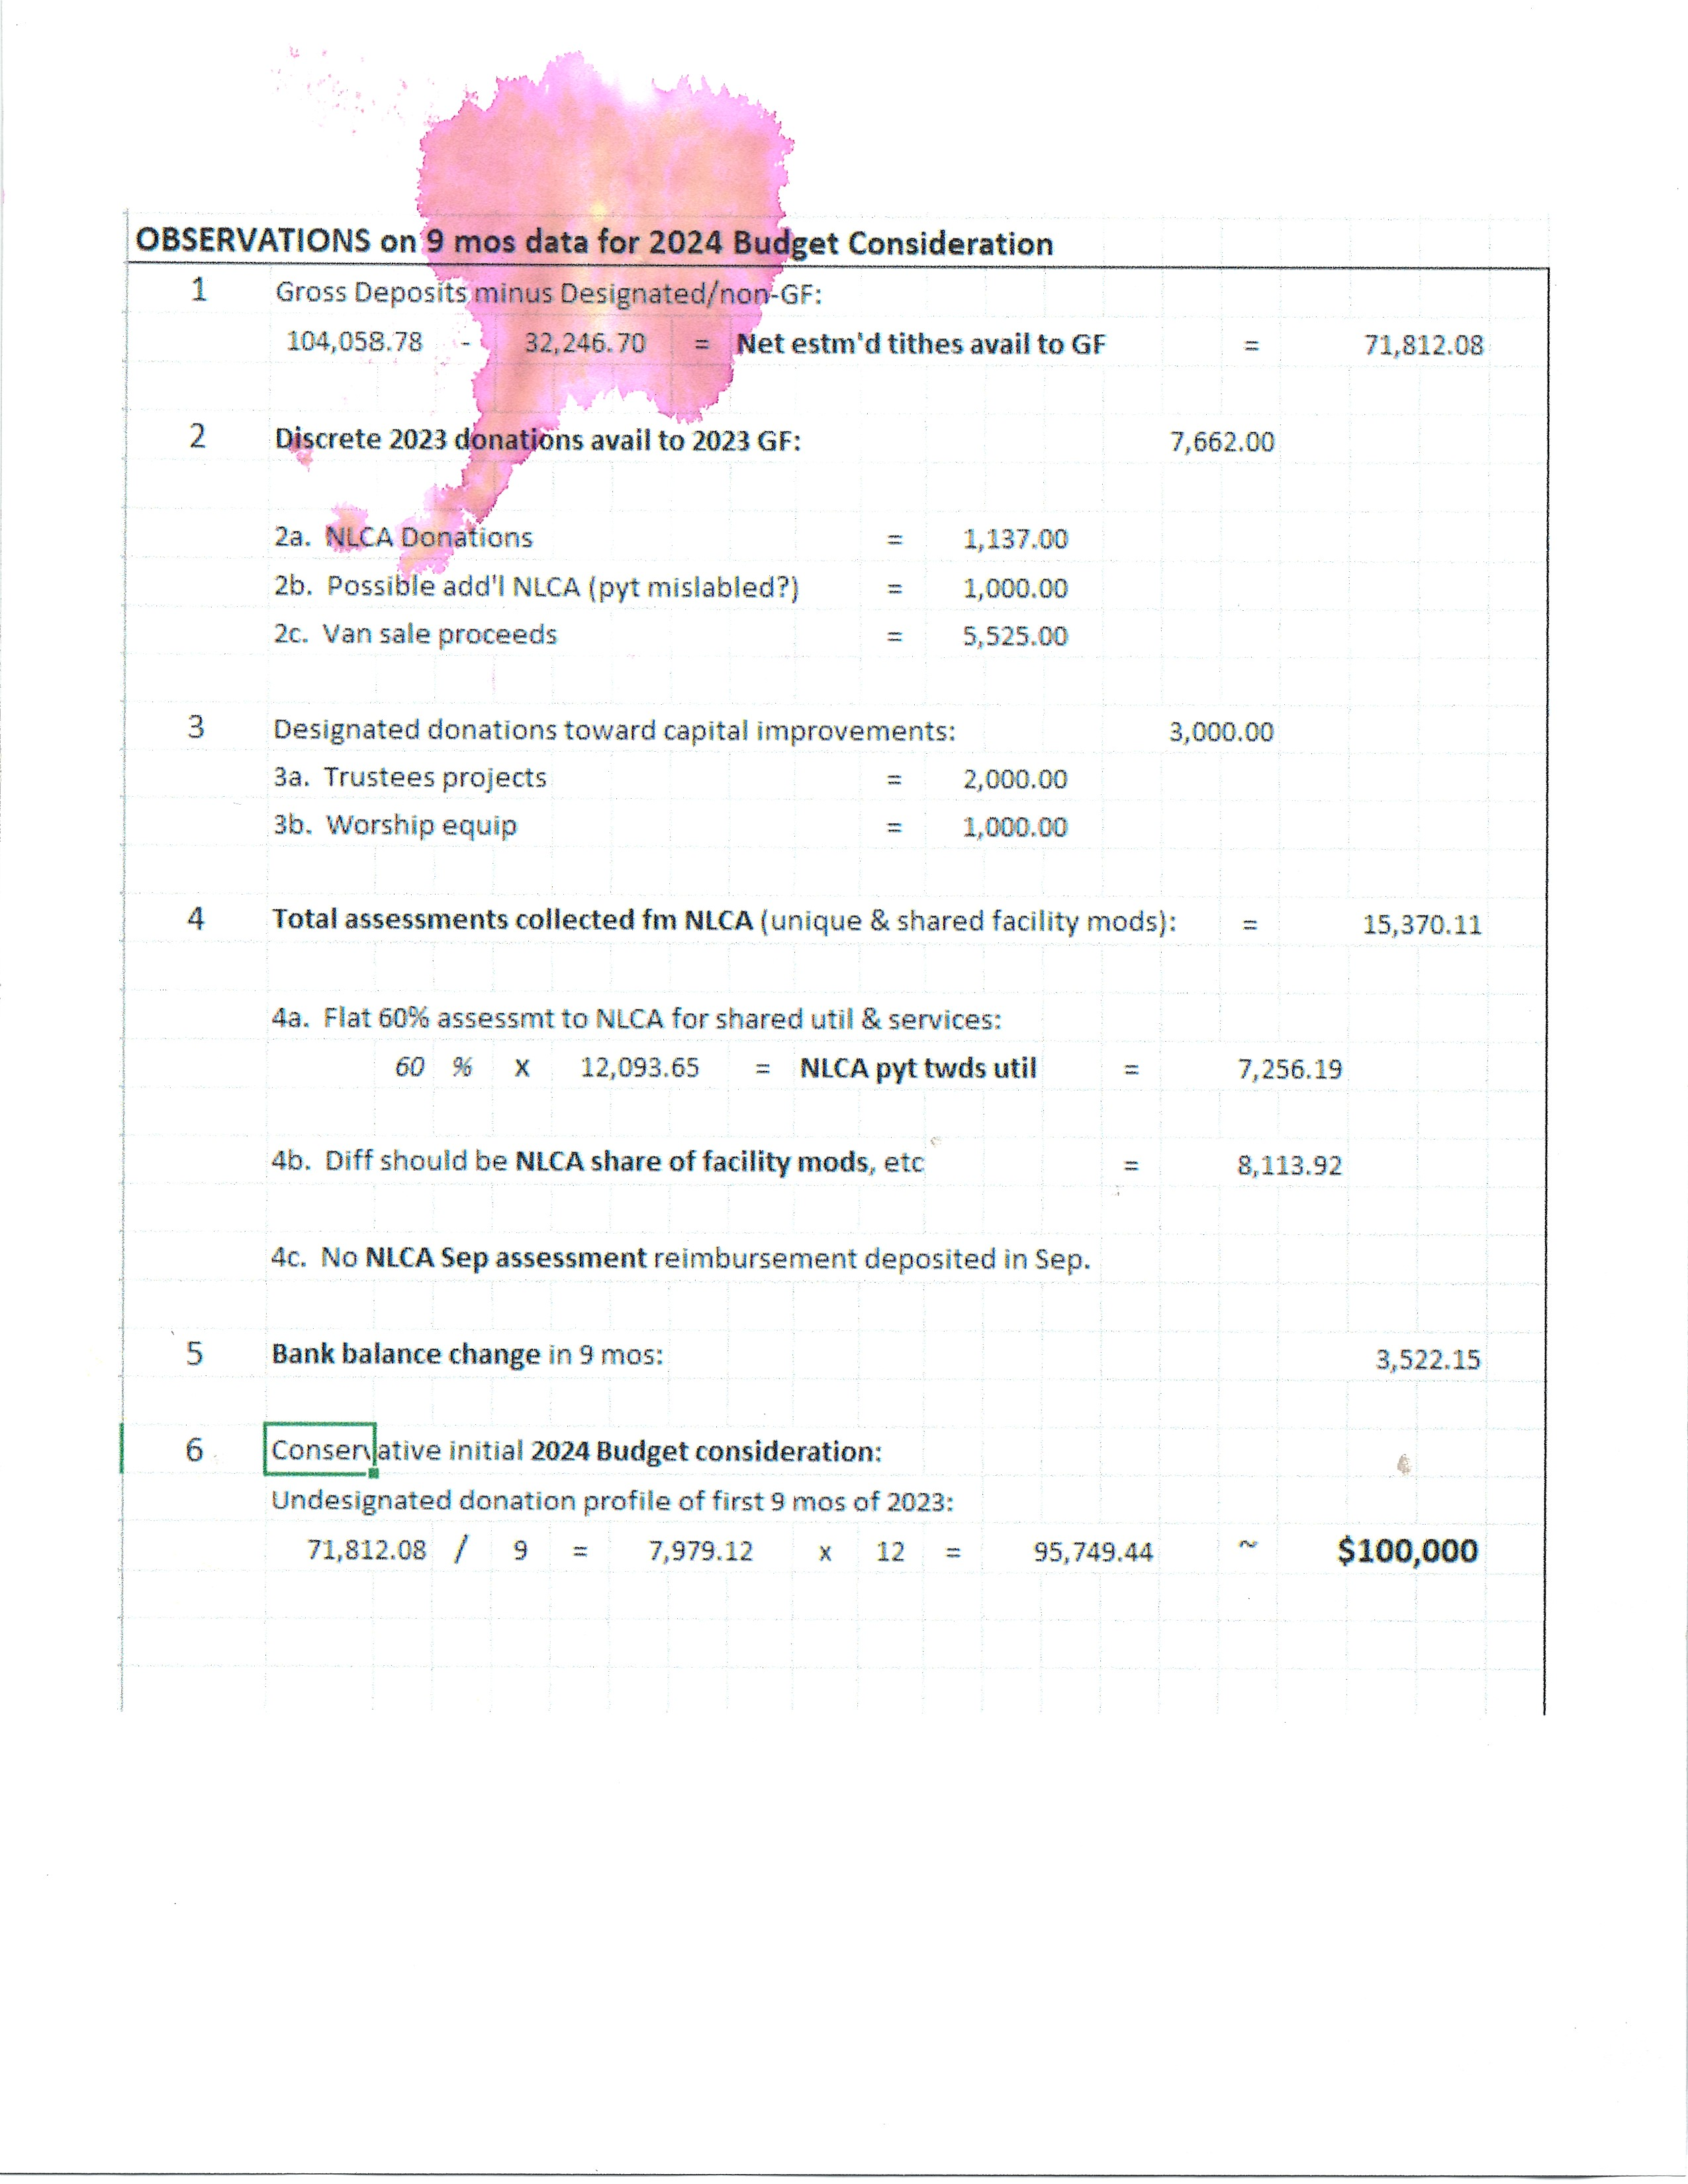 OBSERVATIONS on 9 mos data for 2024 Budget Consideration
1 Gross Deposits minus Designated/non-GF:
104,058.78 - 32,246.70 = Net estm'd tithes avail to GF = 71,812.08
2 Discrete 2023 donations avail to 2023 GF: 7,662.00
2a. NLCA Donations = 1,137.00
2b. Possible add'l NLCA (pyt mislabled?) = 1,000.00
2c. Van sale proceeds = 5,525.00
3 Designated donations toward capital improvements: 3,000.00
3a. Trustees projects = 2,000.00
3b. Worship equip = 1,000.00
4 Total assessments collected fm NLCA (unique & shared facility mods): = 15,370.11
4a. Flat 60% assessmt to NLCA for shared util & services:
60 % X 12,093.65 = NLCA pyt twds util = 7,256.19
4b. Diff should be NLCA share of facility mods, etc = 8,113.92
4c. No NLCA Sep assessment reimbursement deposited in Sep.
5 Bank balance change in 9 mos: 3,522.15
6 Conservative initial 2024 Budget consideration:
Undesignated donation profile of first 9 mos of 2023:
71,812.08 / 9 = 7,979.12 x 12 = 95,749.44 ~ $100,000